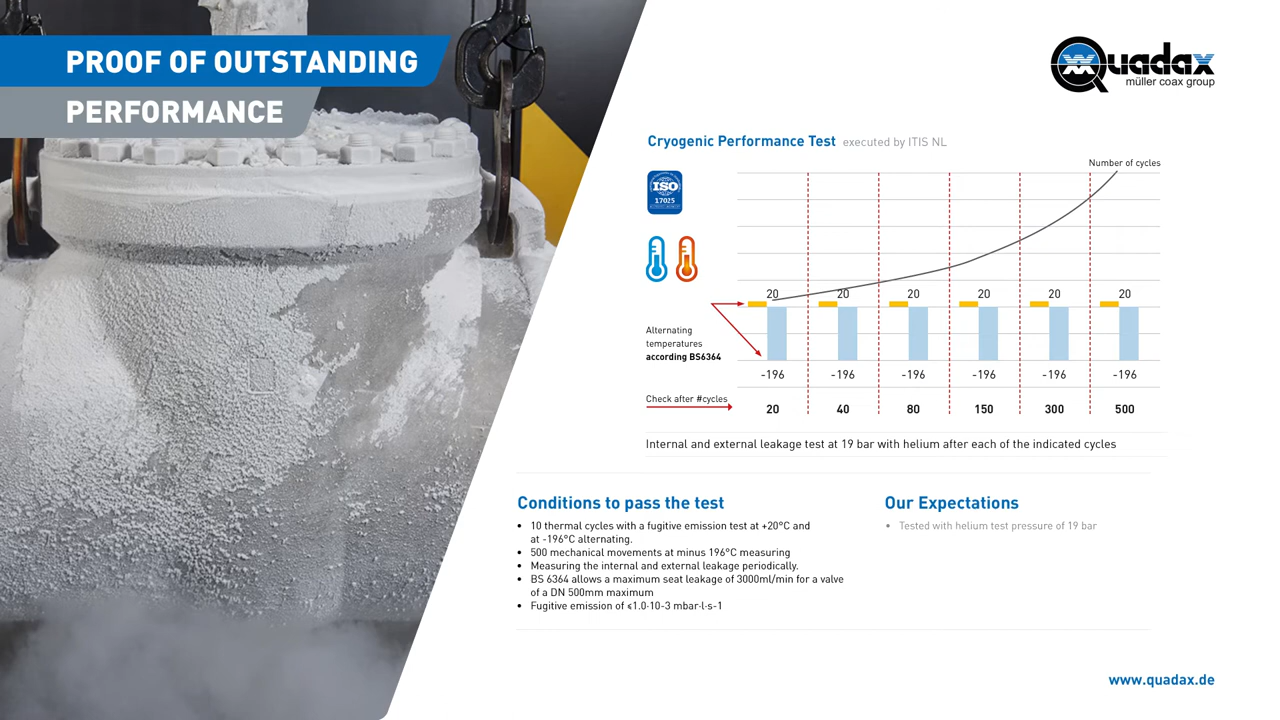 PROOF OF OUTSTANDING
PERFORMANCE
Quadax
müller coax group
Cryogenic Performance Test executed by ITIS NL
Number of cycles
ISO
17025
20 20 20 20 20 20
Alternating
temperatures
according BS6364
-196 -196 -196 -196 -196 -196
Check after #cycles
20 40 80 150 300 500
Internal and external leakage test at 19 bar with helium after each of the indicated cycles
Conditions to pass the test
• 10 thermal cycles with a fugitive emission test at +20°C and
at -196°C alternating.
• 500 mechanical movements at minus 196°C measuring
• Measuring the internal and external leakage periodically.
• BS 6364 allows a maximum seat leakage of 3000ml/min for a valve
of a DN 500mm maximum
• Fugitive emission of ≤1.0·10-3 mbar·l·s-1
Our Expectations
• Tested with helium test pressure of 19 bar
www.quadax.de